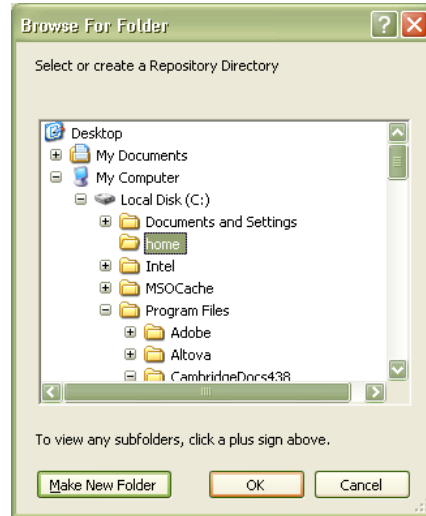 Browse For Folder
Select or create a Repository Directory
Desktop
My Documents
My Computer
Local Disk (C:)
Documents and Settings
home
Intel
MSOCache
Program Files
Adobe
Altova
CambridgeDocs438
To view any subfolders, click a plus sign above.
Make New Folder OK Cancel